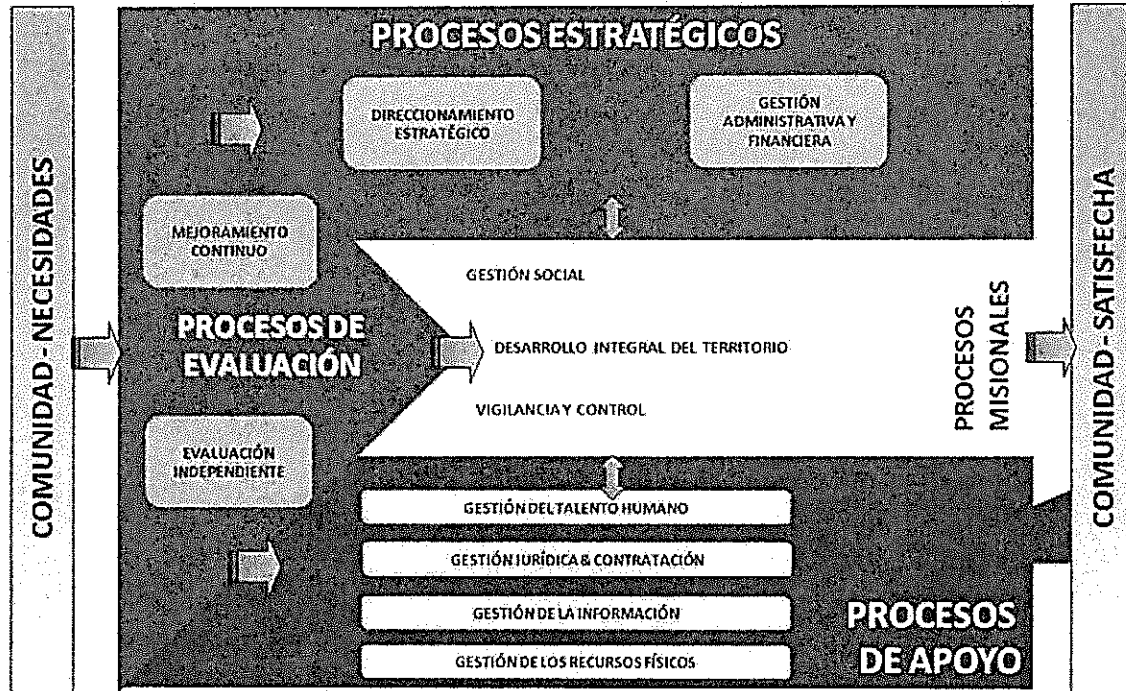 COMUNIDAD - NECESIDADES
PROCESOS ESTRATÉGICOS
DIRECCIONAMIENTO
ESTRATÉGICO
GESTIÓN
ADMINISTRATIVA Y
FINANCIERA
MEJORAMIENTO
CONTINUO
PROCESOS DE
EVALUACIÓN
EVALUACIÓN
INDEPENDIENTE
GESTIÓN SOCIAL
DESARROLLO INTEGRAL DEL TERRITORIO
VIGILANCIA Y CONTROL
PROCESOS
MISIONALES
GESTIÓN DEL TALENTO HUMANO
GESTIÓN JURÍDICA & CONTRATACIÓN
GESTIÓN DE LA INFORMACIÓN
GESTIÓN DE LOS RECURSOS FÍSICOS
PROCESOS
DE APOYO
COMUNIDAD - SATISFECHA